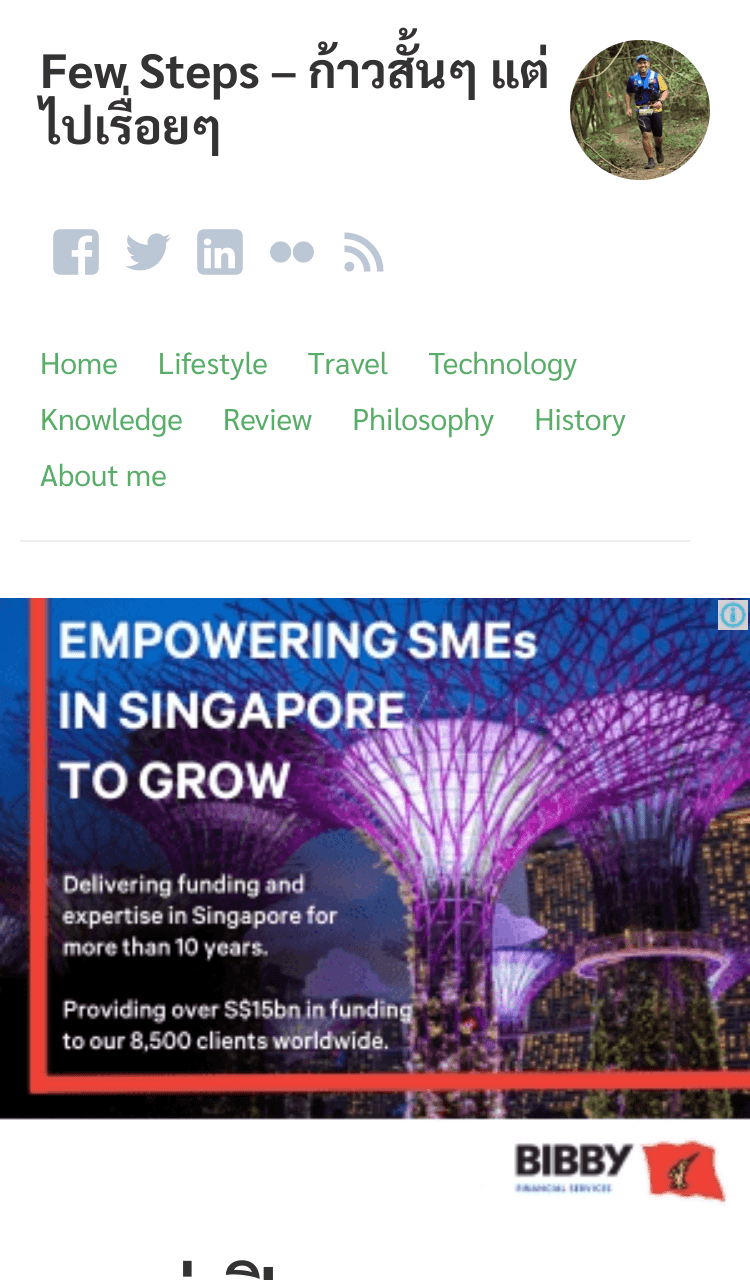 Few Steps – ก้าวสั้นๆ แต่
ไปเรื่อยๆ
Home Lifestyle Travel Technology
Knowledge Review Philosophy History
About me
EMPOWERING SMEs
IN SINGAPORE
TO GROW
Delivering funding and
expertise in Singapore for
more than 10 years.
Providing over S$15bn in funding
to our 8,500 clients worldwide.
BIBBY
FINANCIAL SERVICES